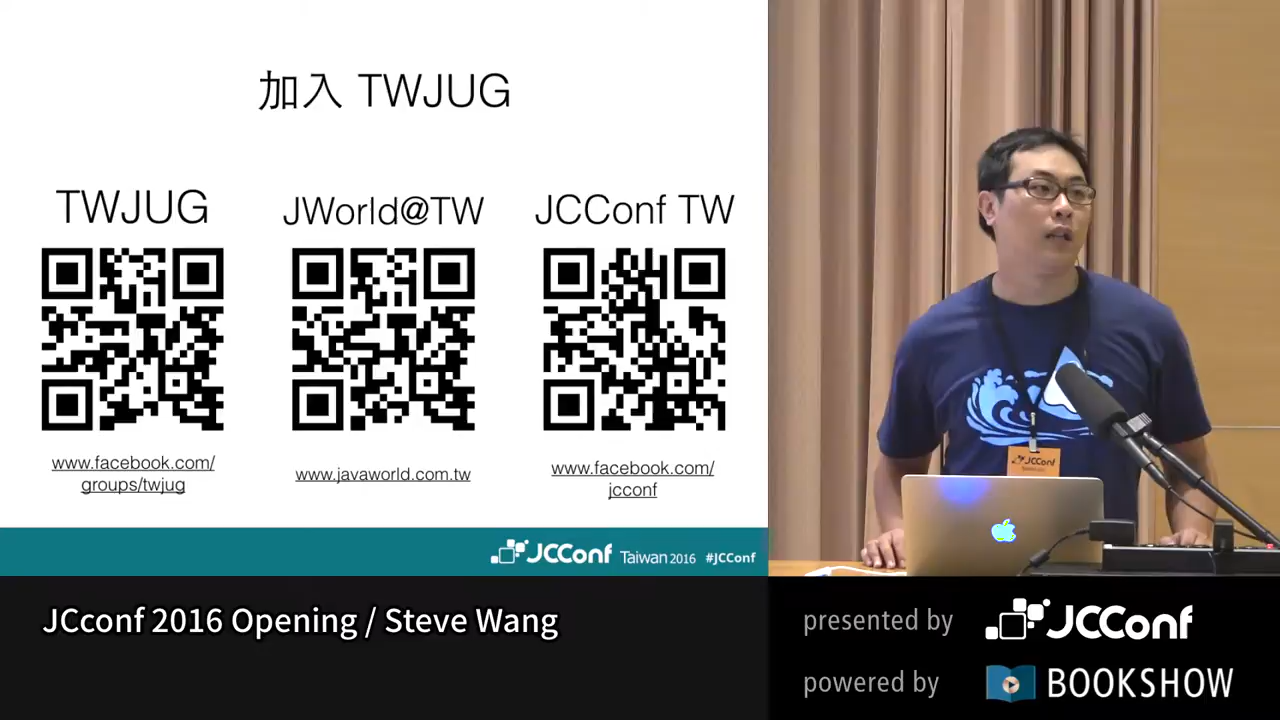 加入 TWJUG
TWJUG
JWorld@TW
JCConf TW
www.facebook.com/
groups/twjug
www.javaworld.com.tw
www.facebook.com/
jcconf
JCConf Taiwan 2016 #JCConf
JCConf
JCconf 2016 Opening / Steve Wang
presented by JCConf
powered by BOOKSHOW